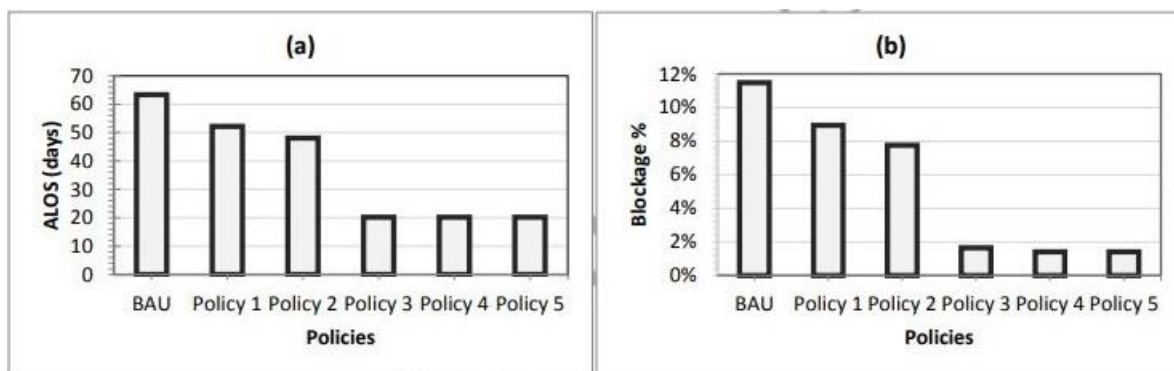 (a)
70
60
50
40
30
20
10
0
ALOS (days)
BAU Policy 1 Policy 2 Policy 3 Policy 4 Policy 5
Policies
(b)
12%
10%
8%
6%
4%
2%
0%
Blockage %
BAU Policy 1 Policy 2 Policy 3 Policy 4 Policy 5
Policies